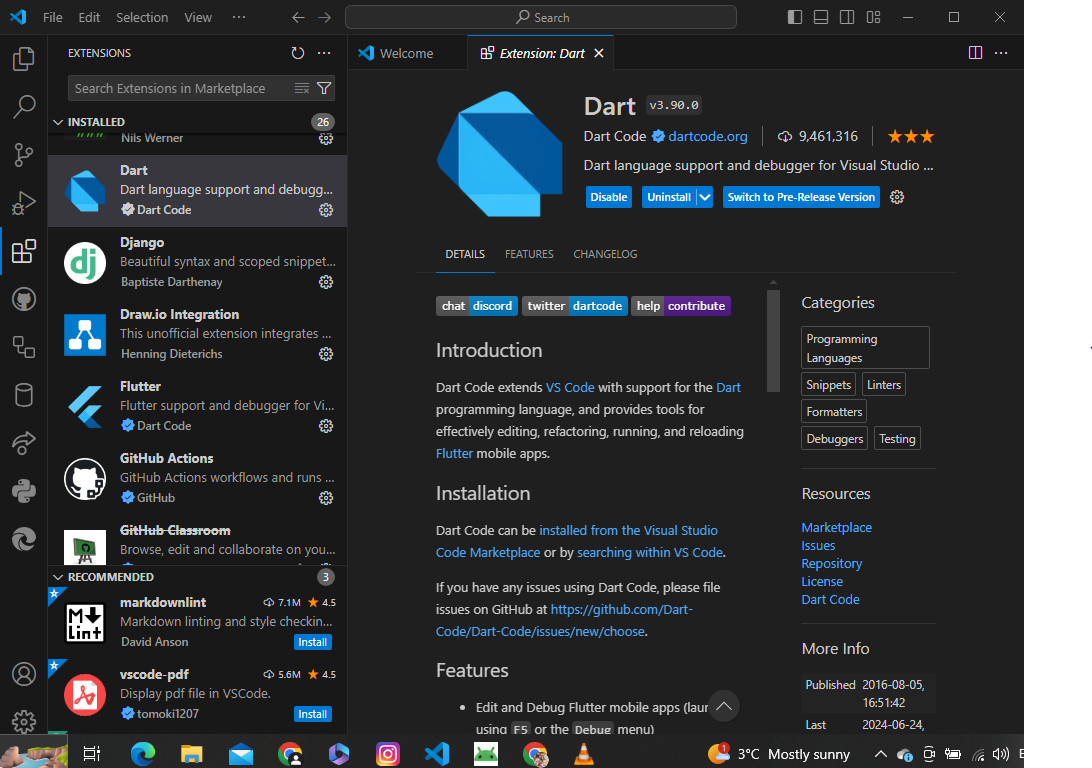 File Edit Selection View ··· Search
EXTENSIONS
Search Extensions in Marketplace
INSTALLED 26
Nils Werner
Dart
Dart language support and debugg...
Dart Code
Django
Beautiful syntax and scoped snippet...
Baptiste Darthenay
Draw.io Integration
This unofficial extension integrates ...
Henning Dieterichs
Flutter
Flutter support and debugger for Vi...
Dart Code
GitHub Actions
GitHub Actions workflows and runs ...
GitHub
GitHub Classroom
Browse, edit and collaborate on you...
RECOMMENDED 3
markdownlint 7.1M 4.5
Markdown linting and style checkin...
David Anson Install
vscode-pdf 5.6M 4.5
Display pdf file in VSCode.
tomoki1207 Install
Welcome Extension: Dart
Dart v3.90.0
Dart Code dartcode.org 9,461,316
Dart language support and debugger for Visual Studio ...
Disable Uninstall Switch to Pre-Release Version
DETAILS FEATURES CHANGELOG
chat discord twitter dartcode help contribute
Introduction
Dart Code extends VS Code with support for the Dart
programming language, and provides tools for
effectively editing, refactoring, running, and reloading
Flutter mobile apps.
Installation
Dart Code can be installed from the Visual Studio
Code Marketplace or by searching within VS Code.
If you have any issues using Dart Code, please file
issues on GitHub at https://github.com/Dart-
Code/Dart-Code/issues/new/choose.
Features
• Edit and Debug Flutter mobile apps
using F5 or the Debug menu)
Categories
Programming
Languages
Snippets Linters
Formatters
Debuggers Testing
Resources
Marketplace
Issues
Repository
License
Dart Code
More Info
Published 2016-08-05,
16:51:42
Last 2024-06-24,
M Lint
dj
1 3°C Mostly sunny